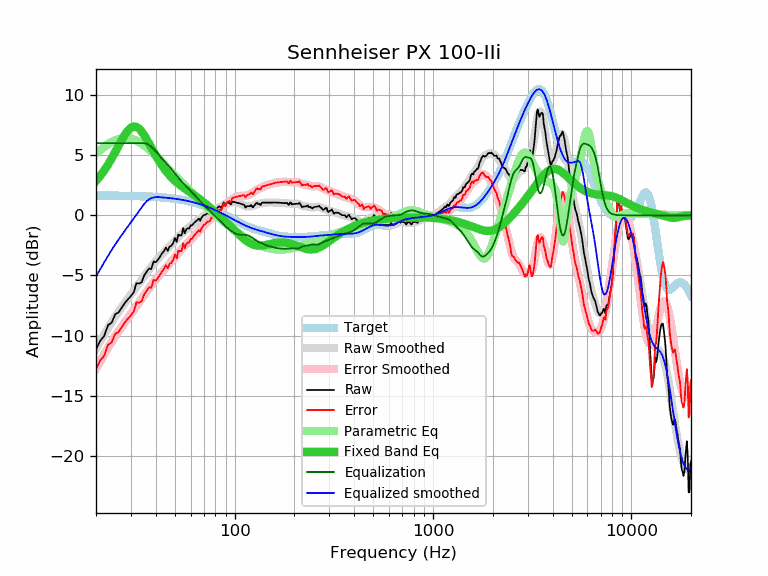 Sennheiser PX 100-IIi
10
5
0
−5
−10
−15
−20
Amplitude (dBr)
Target
Raw Smoothed
Error Smoothed
Raw
Error
Parametric Eq
Fixed Band Eq
Equalization
Equalized smoothed
100
1000
10000
Frequency (Hz)